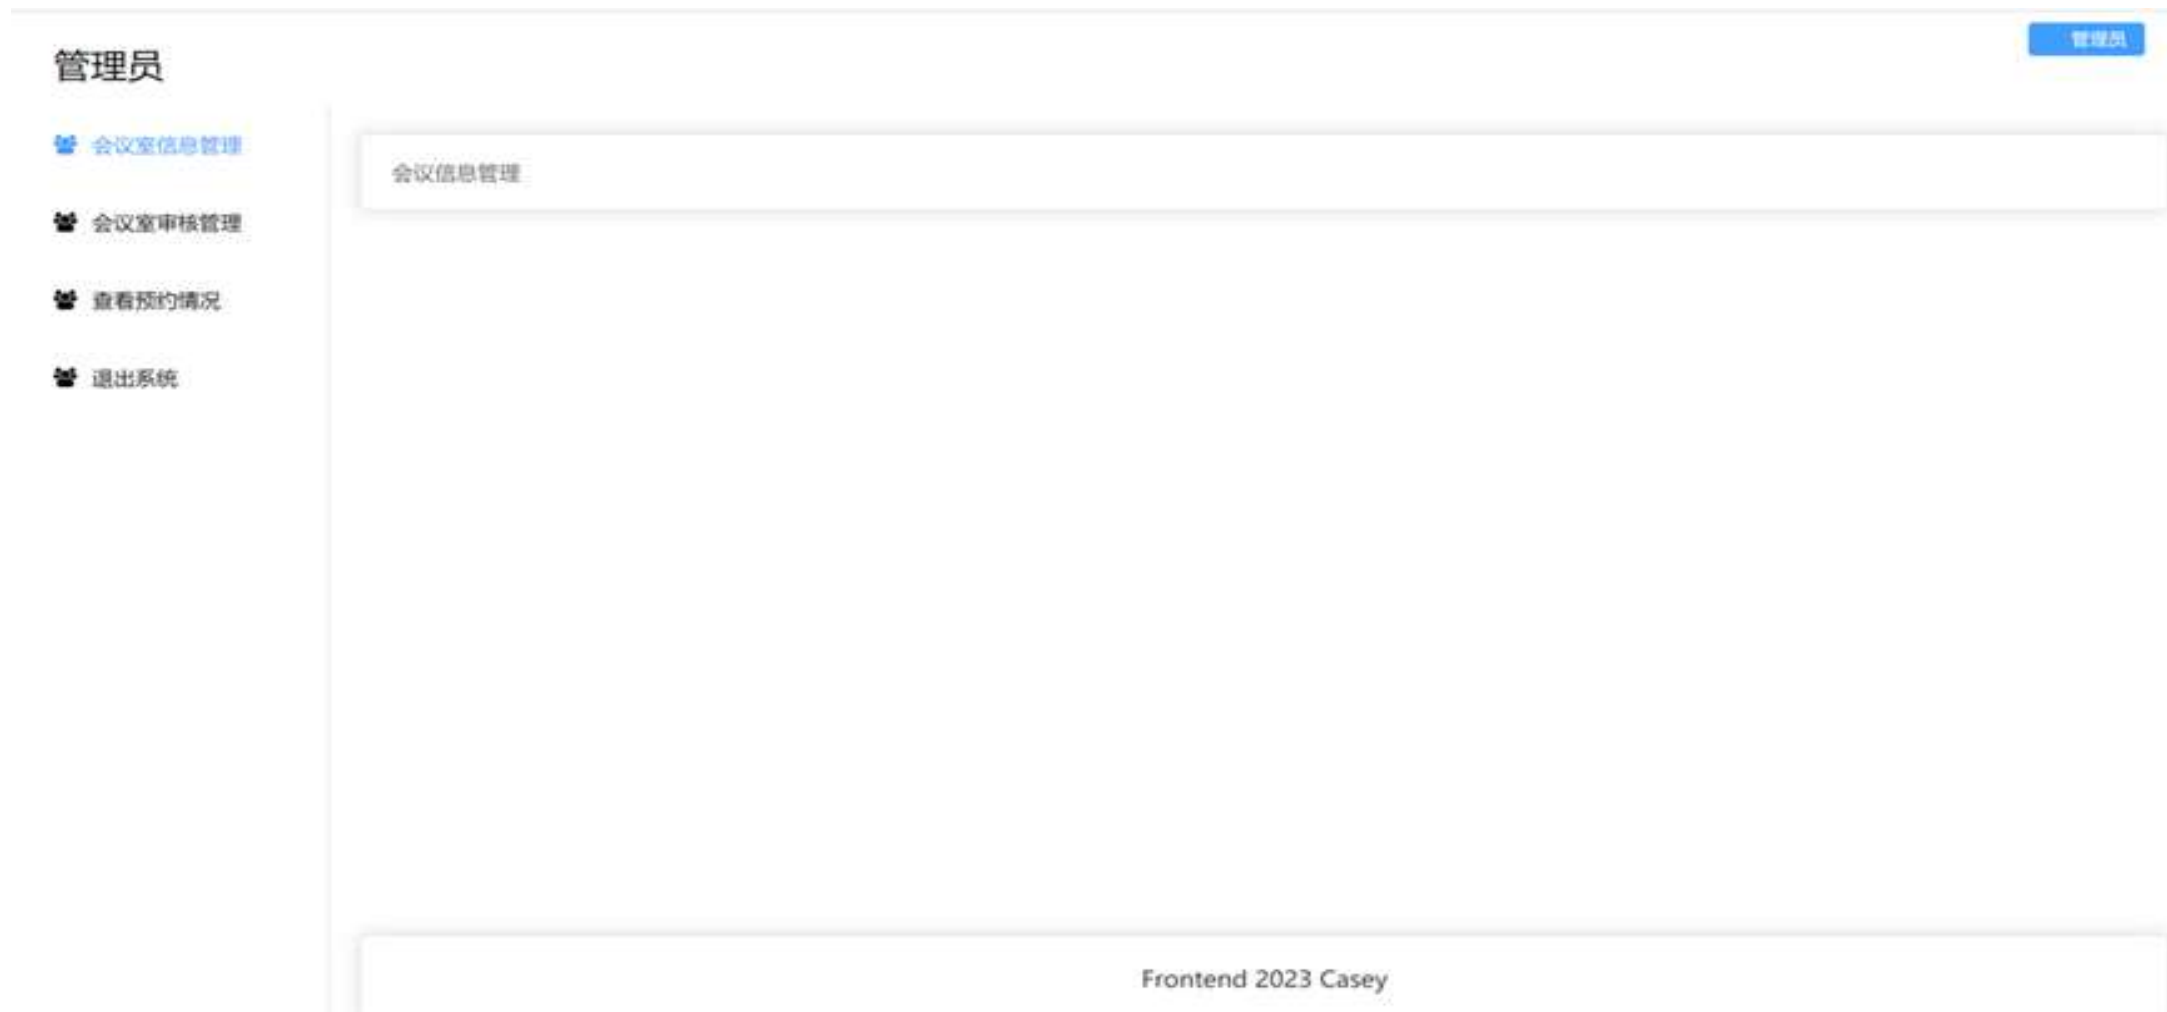 管理员
管理员
会议室信息管理
会议信息管理
会议室审核管理
查看预约情况
退出系统
Frontend 2023 Casey